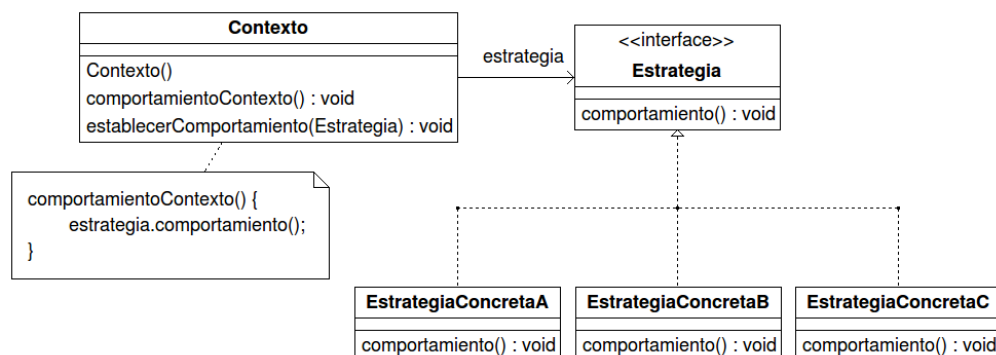 Contexto
Contexto()
comportamientoContexto() : void
establecerComportamiento(Estrategia) : void
estrategia
<<interface>>
Estrategia
comportamiento() : void
comportamientoContexto() {
estrategia.comportamiento();
}
EstrategiaConcretaA
comportamiento() : void
EstrategiaConcretaB
comportamiento() : void
EstrategiaConcretaC
comportamiento() : void